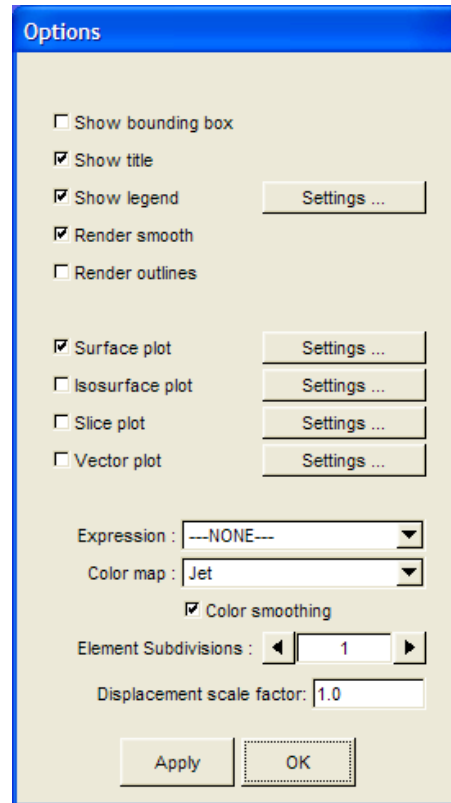 Options
Show bounding box
Show title
Show legend Settings ...
Render smooth
Render outlines
Surface plot Settings ...
Isosurface plot Settings ...
Slice plot Settings ...
Vector plot Settings ...
Expression : ---NONE---
Color map : Jet
Color smoothing
Element Subdivisions : 1
Displacement scale factor: 1.0
Apply OK